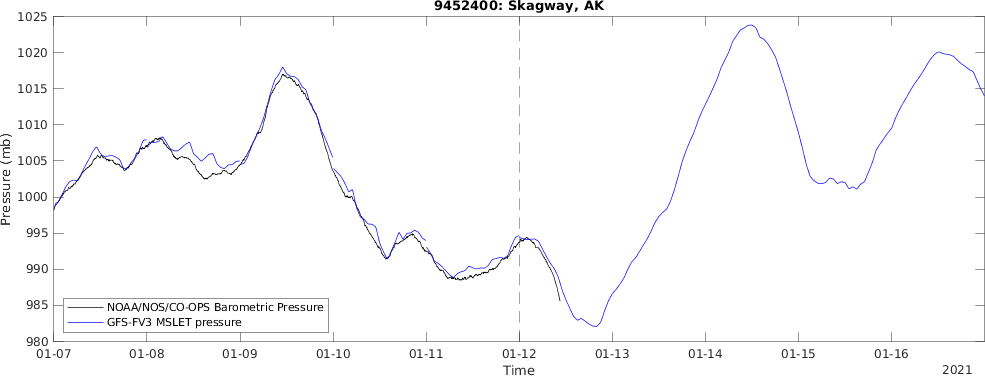 9452400: Skagway, AK
Pressure (mb)
1025
1020
1015
1010
1005
1000
995
990
985
980
NOAA/NOS/CO-OPS Barometric Pressure
GFS-FV3 MSLET pressure
01-07 01-08 01-09 01-10 01-11 01-12 01-13 01-14 01-15 01-16
Time
2021